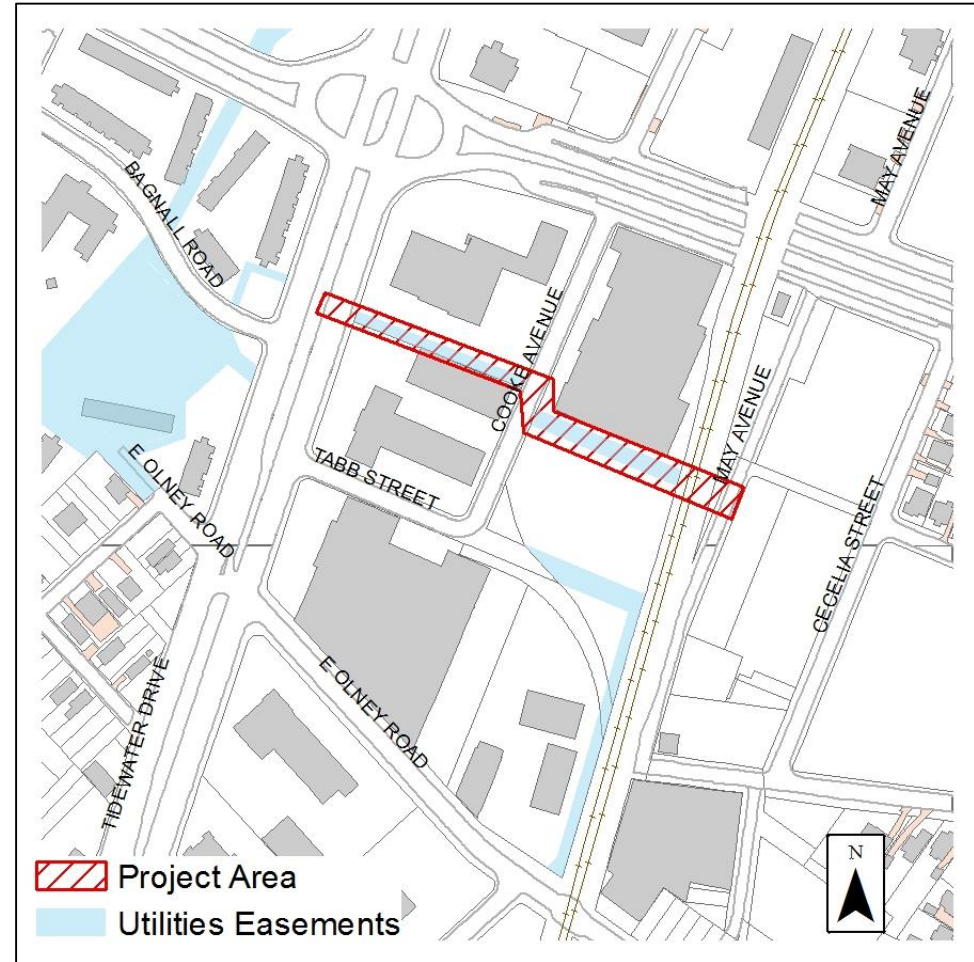 MAY AVENUE
BAGNALL ROAD
COOKE AVENUE
MAY AVENUE
TABB STREET
E OLNEY ROAD
CECELIA STREET
E OLNEY ROAD
TIDEWATER DRIVE
Project Area
Utilities Easements
N